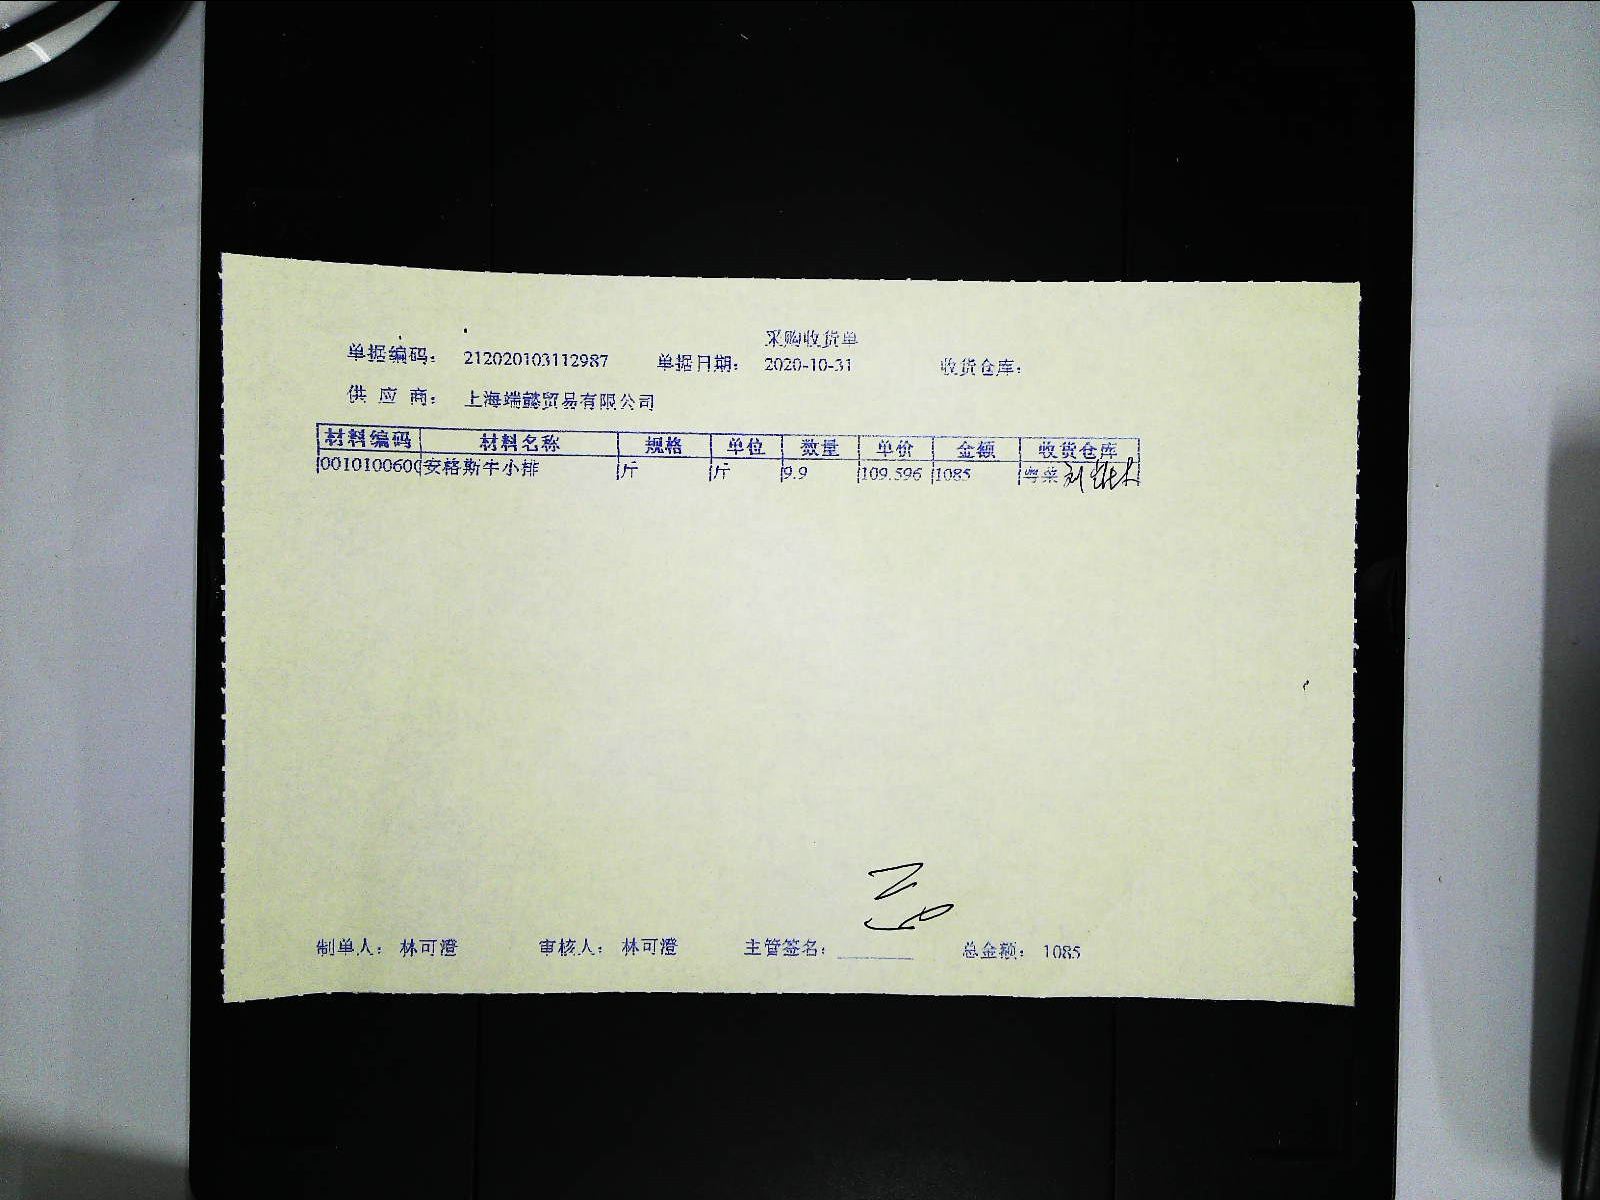 采购收货单
单据编码： 212020103112987 单据日期： 2020-10-31 收货仓库：
供 应 商： 上海端懿贸易有限公司
材料编码 材料名称 规格 单位 数量 单价 金额 收货仓库
0010100600 安格斯牛小排 斤 斤 9.9 109.596 1085 粤菜
制单人： 林可澄 审核人： 林可澄 主管签名： 总金额： 1085